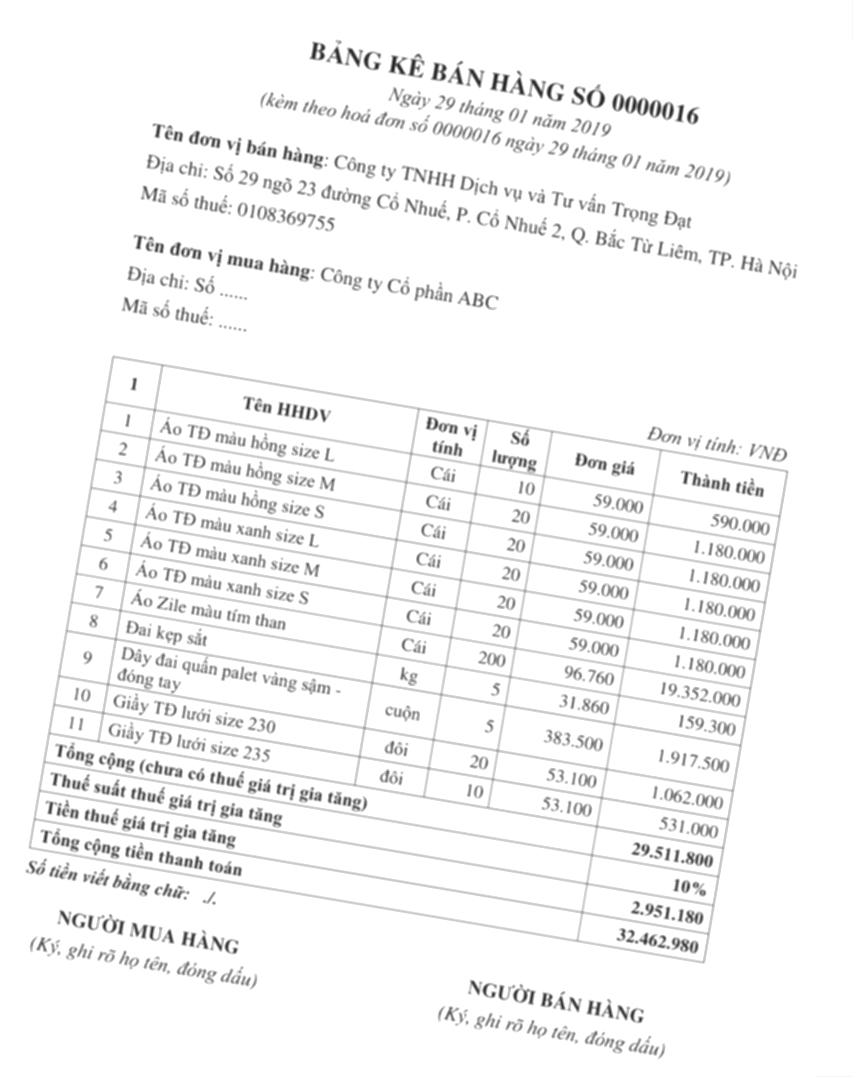 BẢNG KÊ BÁN HÀNG SỐ 0000016
Ngày 29 tháng 01 năm 2019
(kèm theo hoá đơn số 0000016 ngày 29 tháng 01 năm 2019)
Tên đơn vị bán hàng: Công ty TNHH Dịch vụ và Tư vấn Trọng Đạt
Địa chỉ: Số 29 ngõ 23 đường Cổ Nhuế, P. Cổ Nhuế 2, Q. Bắc Từ Liêm, TP. Hà Nội
Mã số thuế: 0108369755
Tên đơn vị mua hàng: Công ty Cổ phần ABC
Địa chỉ: Số ......
Mã số thuế: ......
Đơn vị tính: VNĐ
1 Tên HHDV Đơn vị tính Số lượng Đơn giá Thành tiền
1 Áo TĐ màu hồng size L Cái 10 59.000 590.000
2 Áo TĐ màu hồng size M Cái 20 59.000 1.180.000
3 Áo TĐ màu hồng size S Cái 20 59.000 1.180.000
4 Áo TĐ màu xanh size L Cái 20 59.000 1.180.000
5 Áo TĐ màu xanh size M Cái 20 59.000 1.180.000
6 Áo TĐ màu xanh size S Cái 20 59.000 1.180.000
7 Áo Zile màu tím than Cái 200 96.760 19.352.000
8 Đai kẹp sắt kg 5 31.860 159.300
9 Dây đai quấn palet vàng sậm -
đóng tay cuộn 5 383.500 1.917.500
10 Giầy TĐ lưới size 230 đôi 20 53.100 1.062.000
11 Giầy TĐ lưới size 235 đôi 10 53.100 531.000
Tổng cộng (chưa có thuế giá trị gia tăng) 29.511.800
Thuế suất thuế giá trị gia tăng 10%
Tiền thuế giá trị gia tăng 2.951.180
Tổng cộng tiền thanh toán 32.462.980
Số tiền viết bằng chữ: ./.
NGƯỜI MUA HÀNG
(Ký, ghi rõ họ tên, đóng dấu)
NGƯỜI BÁN HÀNG
(Ký, ghi rõ họ tên, đóng dấu)